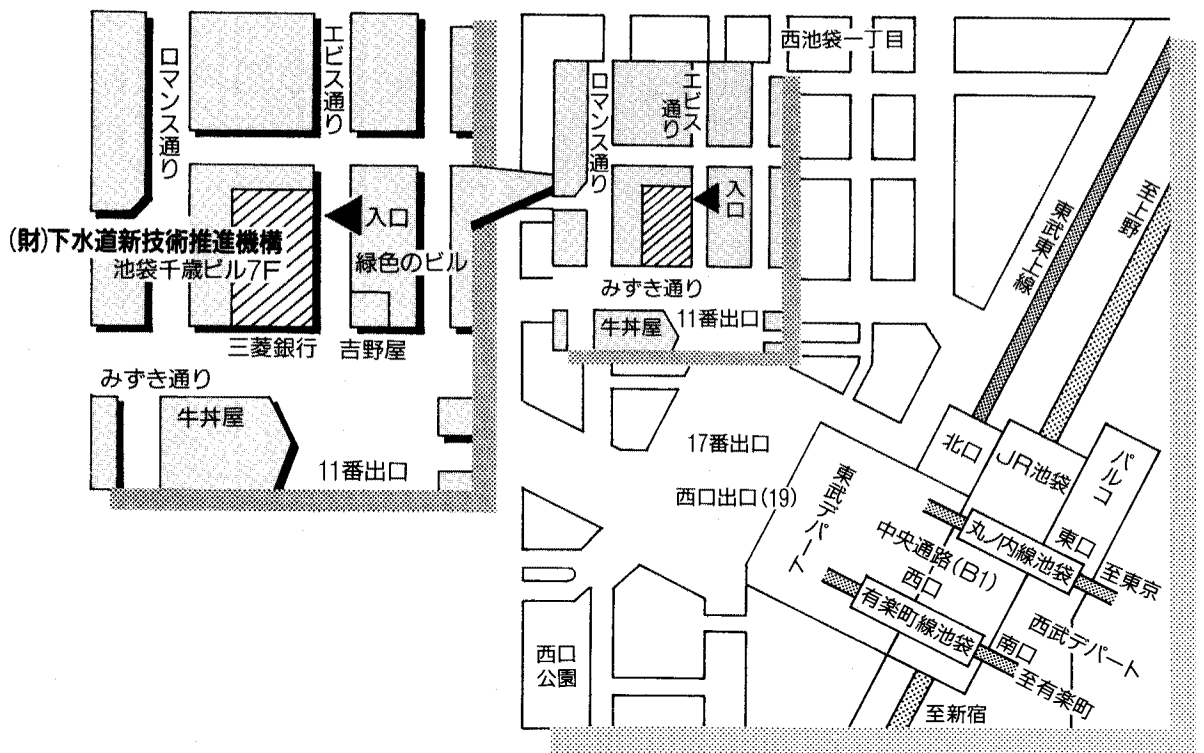 ロマンス通り
エビス通り
入口
(財)下水道新技術推進機構
池袋千歳ビル7F
緑色のビル
三菱銀行
吉野屋
みずき通り
牛丼屋
11番出口
西池袋一丁目
ロマンス通り
エビス
通り
入口
みずき通り
牛丼屋
11番出口
至上野
東武東上線
17番出口
西口出口(19)
北口
JR池袋
パルコ
東武デパート
中央通路(B1)
西口
丸ノ内線池袋
東口
至東京
有楽町線池袋
南口
西武デパート
至有楽町
至新宿
西口
公園